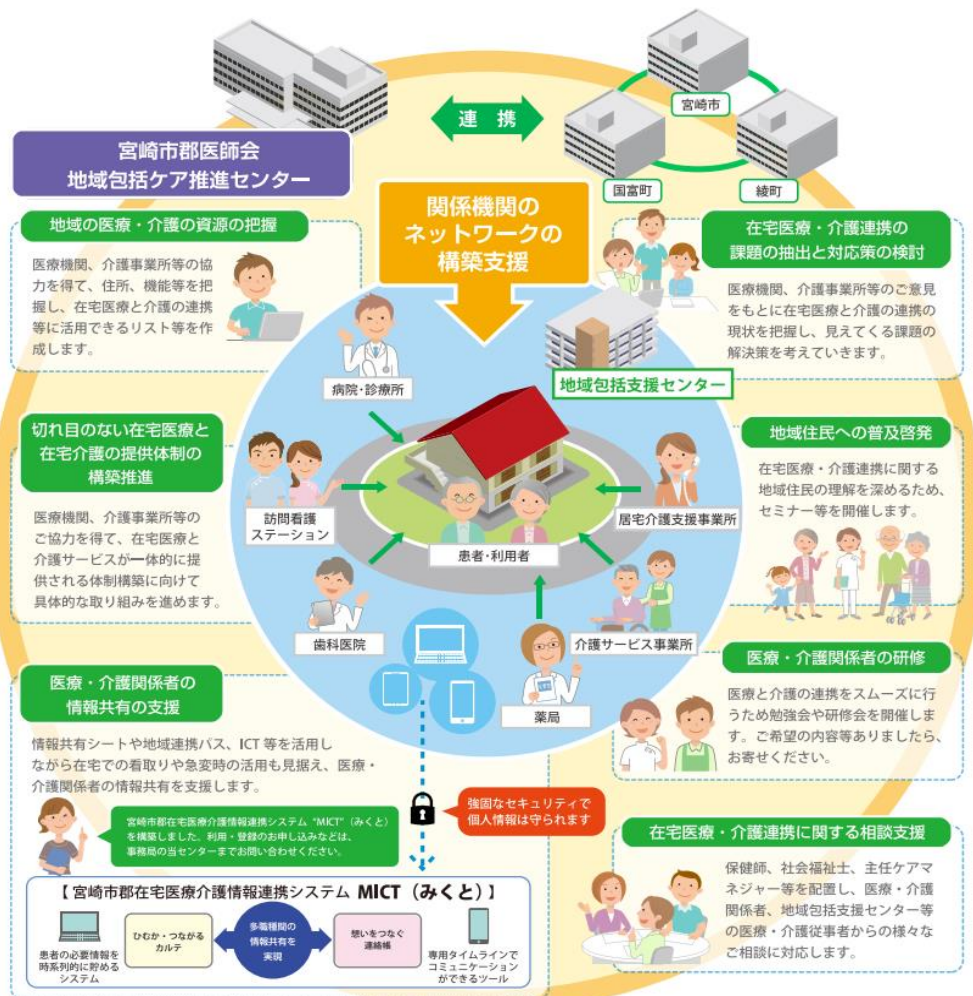 連 携
宮崎市
国富町
綾町
宮崎市郡医師会
地域包括ケア推進センター
関係機関の
ネットワークの
構築支援
地域の医療・介護の資源の把握
医療機関、介護事業所等の協
力を得て、住所、機能等を把
握し、在宅医療と介護の連携
等に活用できるリスト等を作
成します。
在宅医療・介護連携の
課題の抽出と対応策の検討
医療機関、介護事業所等のご意見
をもとに在宅医療と介護の連携の
現状を把握し、見えてくる課題の
解決策を考えていきます。
病院・診療所
地域包括支援センター
切れ目のない在宅医療と
在宅介護の提供体制の
構築推進
医療機関、介護事業所等の
ご協力を得て、在宅医療と
介護サービスが一体的に提
供される体制構築に向けて
具体的な取り組みを進めます。
訪問看護
ステーション
患者・利用者
居宅介護支援事業所
地域住民への普及啓発
在宅医療・介護連携に関する
地域住民の理解を深めるため、
セミナー等を開催します。
歯科医院
薬局
介護サービス事業所
医療・介護関係者の
情報共有の支援
情報共有シートや地域連携パス、ICT 等を活用し
ながら在宅での看取りや急変時の活用も見据え、医療・
介護関係者の情報共有を支援します。
宮崎市郡在宅医療介護情報連携システム “MICT”（みくと）
を構築しました。利用・登録のお申し込みなどは、
事務局の当センターまでお問い合わせください。
強固なセキュリティで
個人情報は守られます
医療・介護関係者の研修
医療と介護の連携をスムーズに行
うため勉強会や研修会を開催しま
す。ご希望の内容等ありましたら、
お寄せください。
在宅医療・介護連携に関する相談支援
保健師、社会福祉士、主任ケアマ
ネジャー等を配置し、医療・介護
関係者、地域包括支援センター等
の医療・介護従事者からの様々な
ご相談に対応します。
【 宮崎市郡在宅医療介護情報連携システム MICT（みくと）】
患者の必要情報を
時系列的に貯める
システム
ひむか・つながる
カルテ
多職種間の
情報共有を
実現
想いをつなぐ
連絡帳
専用タイムラインで
コミュニケーション
ができるツール